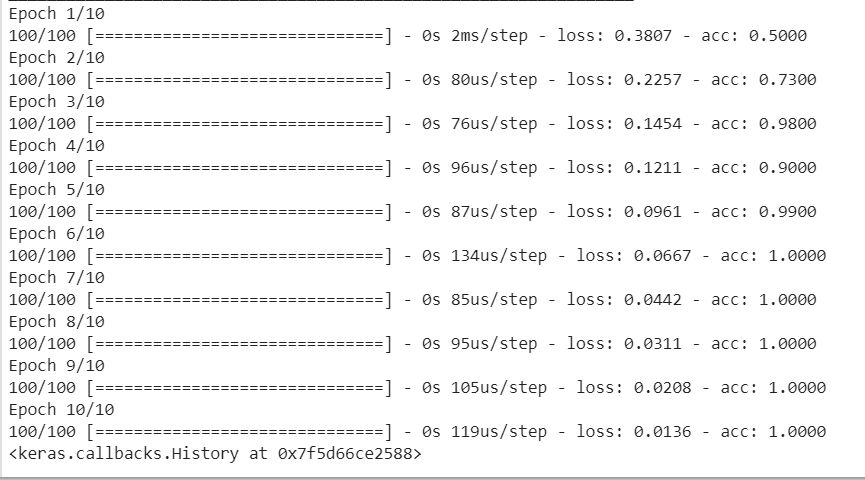 Epoch 1/10
100/100 [==============================] - 0s 2ms/step - loss: 0.3807 - acc: 0.5000
Epoch 2/10
100/100 [==============================] - 0s 80us/step - loss: 0.2257 - acc: 0.7300
Epoch 3/10
100/100 [==============================] - 0s 76us/step - loss: 0.1454 - acc: 0.9800
Epoch 4/10
100/100 [==============================] - 0s 96us/step - loss: 0.1211 - acc: 0.9000
Epoch 5/10
100/100 [==============================] - 0s 87us/step - loss: 0.0961 - acc: 0.9900
Epoch 6/10
100/100 [==============================] - 0s 134us/step - loss: 0.0667 - acc: 1.0000
Epoch 7/10
100/100 [==============================] - 0s 85us/step - loss: 0.0442 - acc: 1.0000
Epoch 8/10
100/100 [==============================] - 0s 95us/step - loss: 0.0311 - acc: 1.0000
Epoch 9/10
100/100 [==============================] - 0s 105us/step - loss: 0.0208 - acc: 1.0000
Epoch 10/10
100/100 [==============================] - 0s 119us/step - loss: 0.0136 - acc: 1.0000
<keras.callbacks.History at 0x7f5d66ce2588>